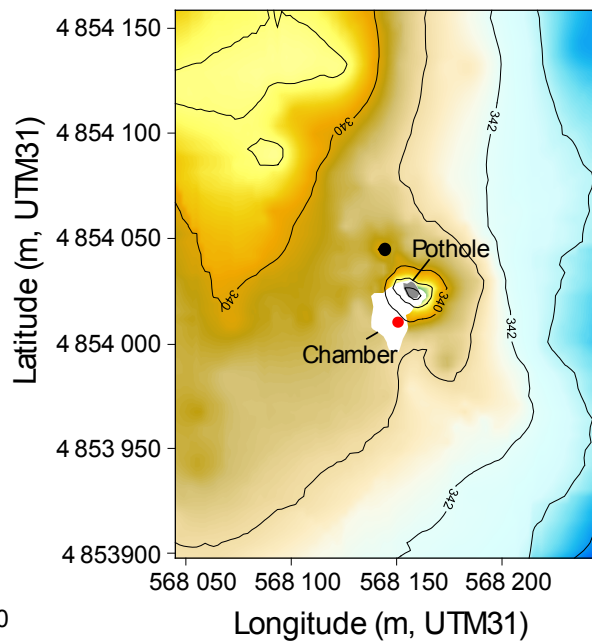 4 854 150
4 854 100
4 854 050
4 854 000
4 853 950
4 853900
Latitude (m, UTM31)
340
342
Pothole
340
340
342
Chamber
342
0
568 050 568 100 568 150 568 200
Longitude (m, UTM31)